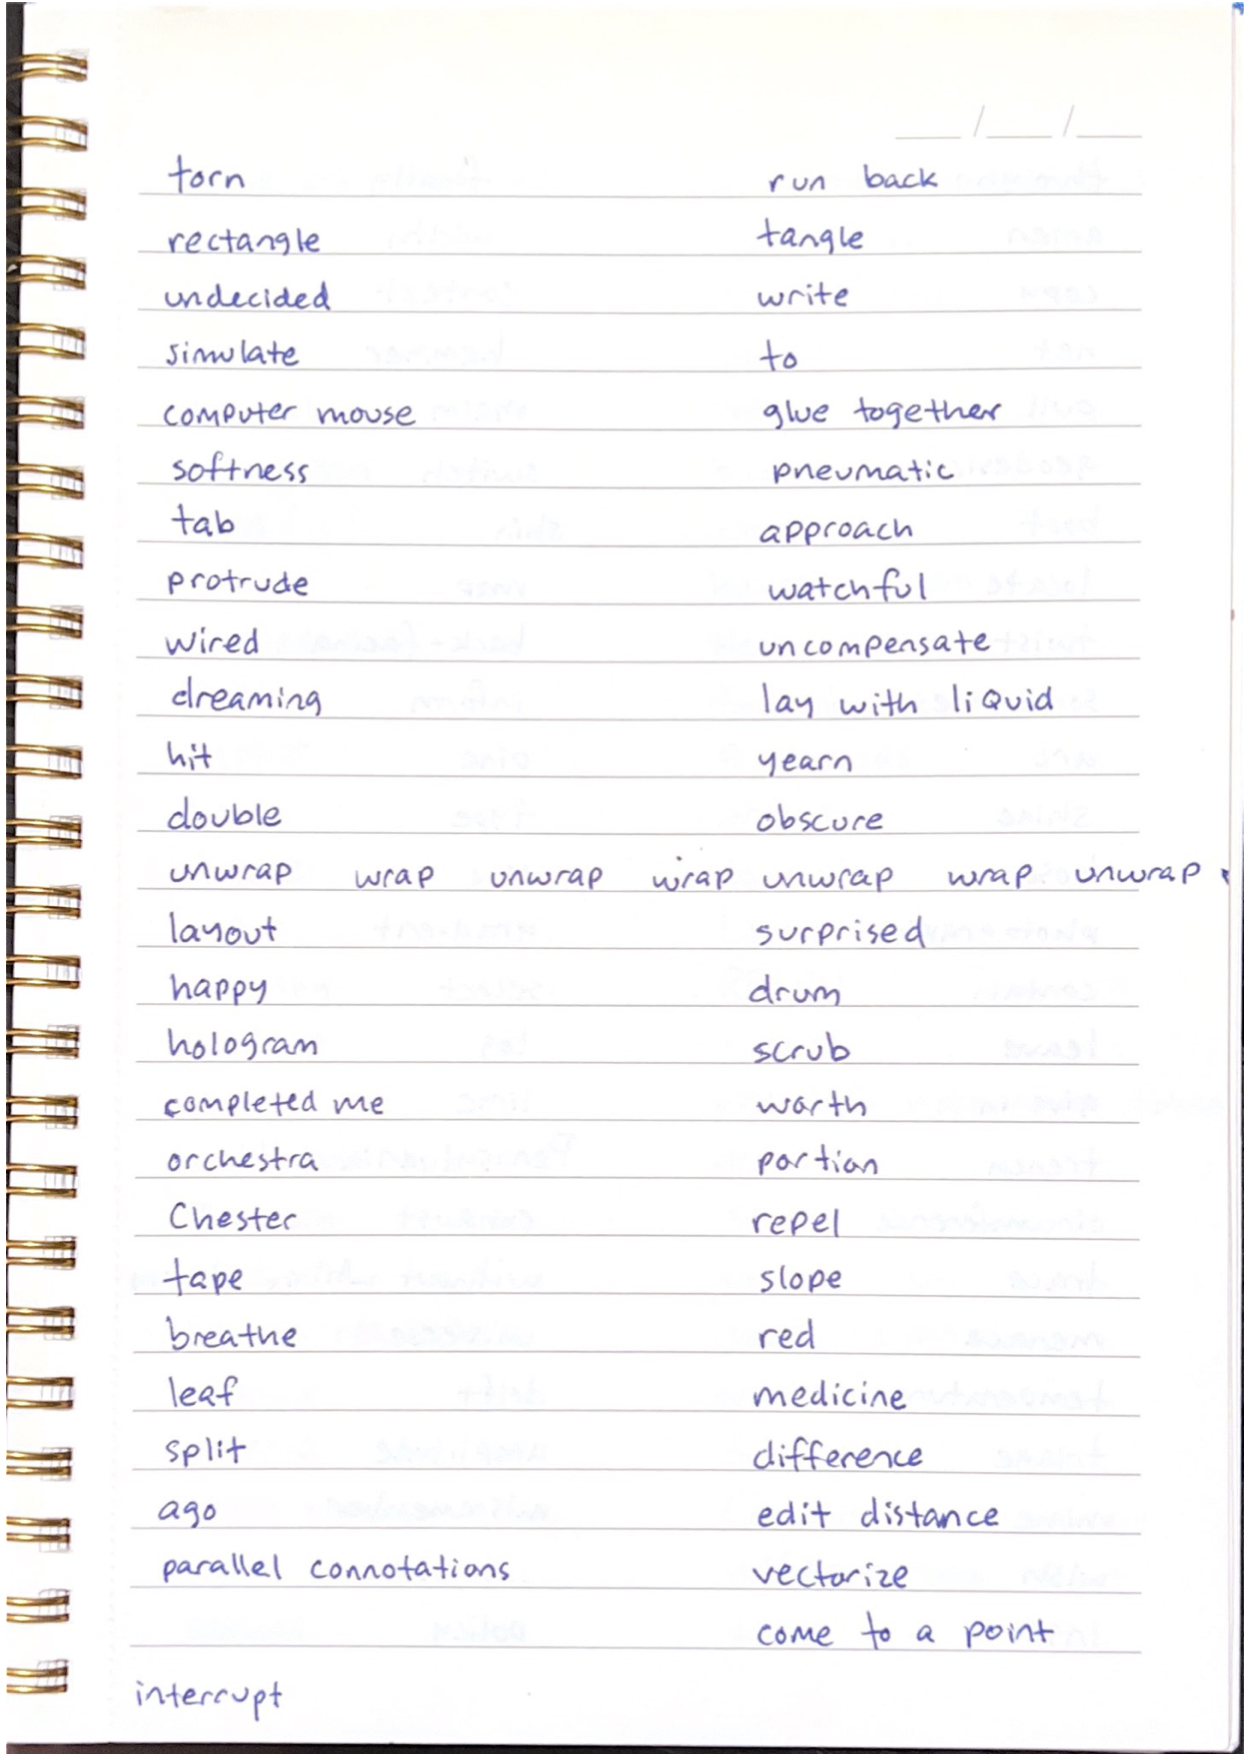 torn run back
rectangle tangle
undecided write
simulate to
computer mouse glue together
softness pneumatic
tab approach
protrude watchful
wired uncompensate
dreaming lay with liquid
hit yearn
double obscure
unwrap wrap unwrap wrap unwrap wrap unwrap
layout surprised
happy drum
hologram scrub
completed me worth
orchestra portion
Chester repel
tape slope
breathe red
leaf medicine
split difference
ago edit distance
parallel connotations vectorize
come to a point
interrupt